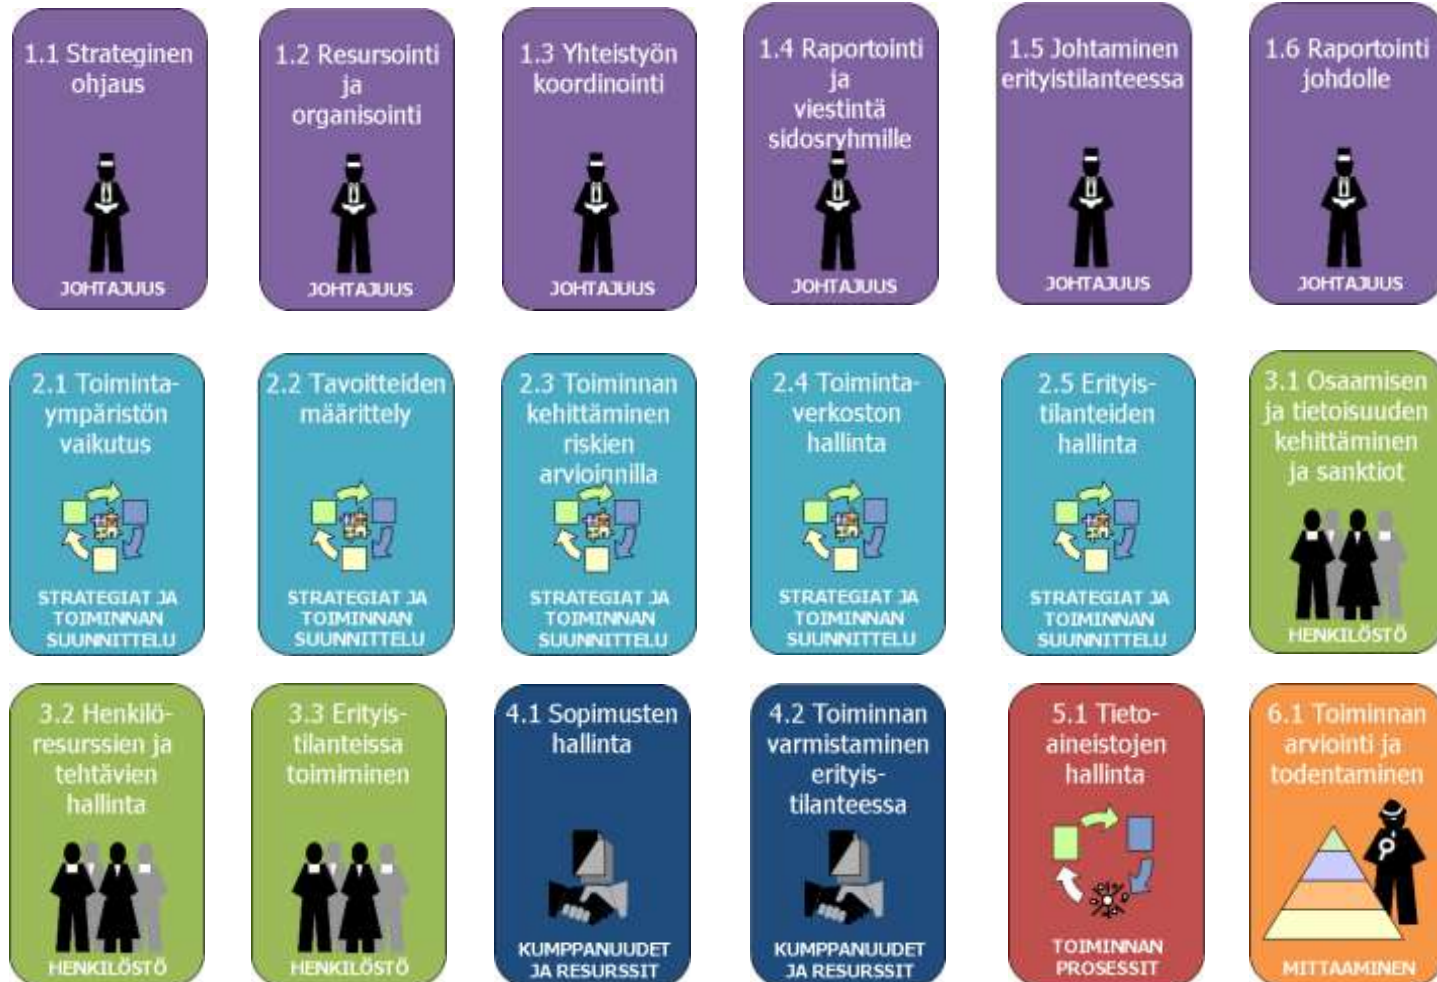 1.1 Strateginen
ohjaus
JOHTAJUUS
1.2 Resursointi
ja
organisointi
JOHTAJUUS
1.3 Yhteistyön
koordinointi
JOHTAJUUS
1.4 Raportointi
ja
viestintä
sidosryhmille
JOHTAJUUS
1.5 Johtaminen
erityistilanteessa
JOHTAJUUS
1.6 Raportointi
johdolle
JOHTAJUUS
2.1 Toiminta-
ympäristön
vaikutus
STRATEGIAT JA
TOIMINNAN
SUUNNITTELU
2.2 Tavoitteiden
määrittely
STRATEGIAT JA
TOIMINNAN
SUUNNITTELU
2.3 Toiminnan
kehittäminen
riskien
arvioinnilla
STRATEGIAT JA
TOIMINNAN
SUUNNITTELU
2.4 Toiminta-
verkoston
hallinta
STRATEGIAT JA
TOIMINNAN
SUUNNITTELU
2.5 Erityis-
tilanteiden
hallinta
STRATEGIAT JA
TOIMINNAN
SUUNNITTELU
3.1 Osaamisen
ja tietoisuuden
kehittäminen
ja sanktiot
HENKILÖSTÖ
3.2 Henkilö-
resurssien ja
tehtävien
hallinta
HENKILÖSTÖ
3.3 Erityis-
tilanteissa
toimiminen
HENKILÖSTÖ
4.1 Sopimusten
hallinta
KUMPPANUUDET
JA RESURSSIT
4.2 Toiminnan
varmistaminen
erityis-
tilanteessa
KUMPPANUUDET
JA RESURSSIT
5.1 Tieto-
aineistojen
hallinta
TOIMINNAN
PROSESSIT
6.1 Toiminnan
arviointi ja
todentaminen
MITTAAMINEN